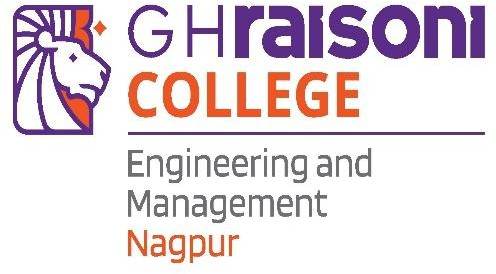 GHraisoni
COLLEGE
Engineering and
Management
Nagpur